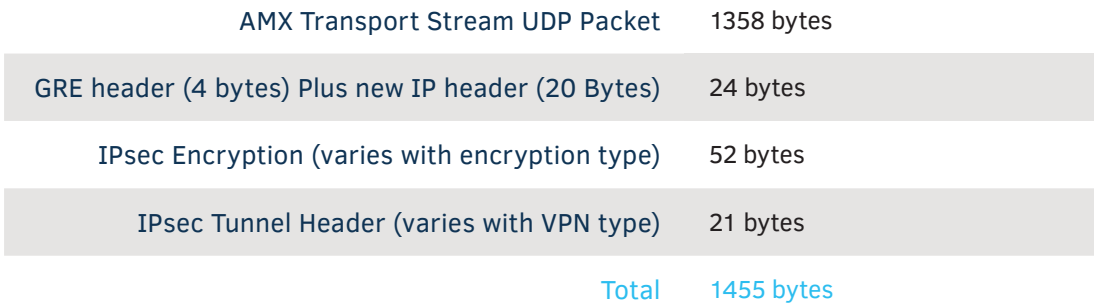 AMX Transport Stream UDP Packet 1358 bytes
GRE header (4 bytes) Plus new IP header (20 Bytes) 24 bytes
IPsec Encryption (varies with encryption type) 52 bytes
IPsec Tunnel Header (varies with VPN type) 21 bytes
Total 1455 bytes